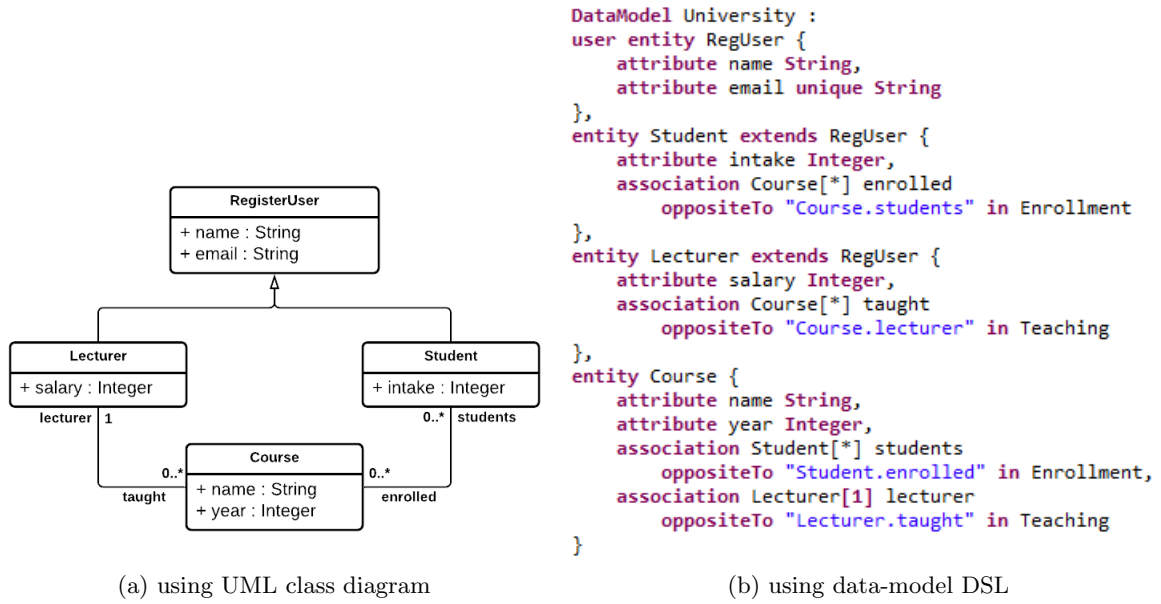 RegisterUser
+ name : String
+ email : String
Lecturer
+ salary : Integer
Student
+ intake : Integer
lecturer
1
0..*
students
Course
+ name : String
+ year : Integer
0..*
taught
0..*
enrolled
(a) using UML class diagram
DataModel University :
user entity RegUser {
attribute name String,
attribute email unique String
},
entity Student extends RegUser {
attribute intake Integer,
association Course[*] enrolled
oppositeTo "Course.students" in Enrollment
},
entity Lecturer extends RegUser {
attribute salary Integer,
association Course[*] taught
oppositeTo "Course.lecturer" in Teaching
},
entity Course {
attribute name String,
attribute year Integer,
association Student[*] students
oppositeTo "Student.enrolled" in Enrollment,
association Lecturer[1] lecturer
oppositeTo "Lecturer.taught" in Teaching
}
(b) using data-model DSL